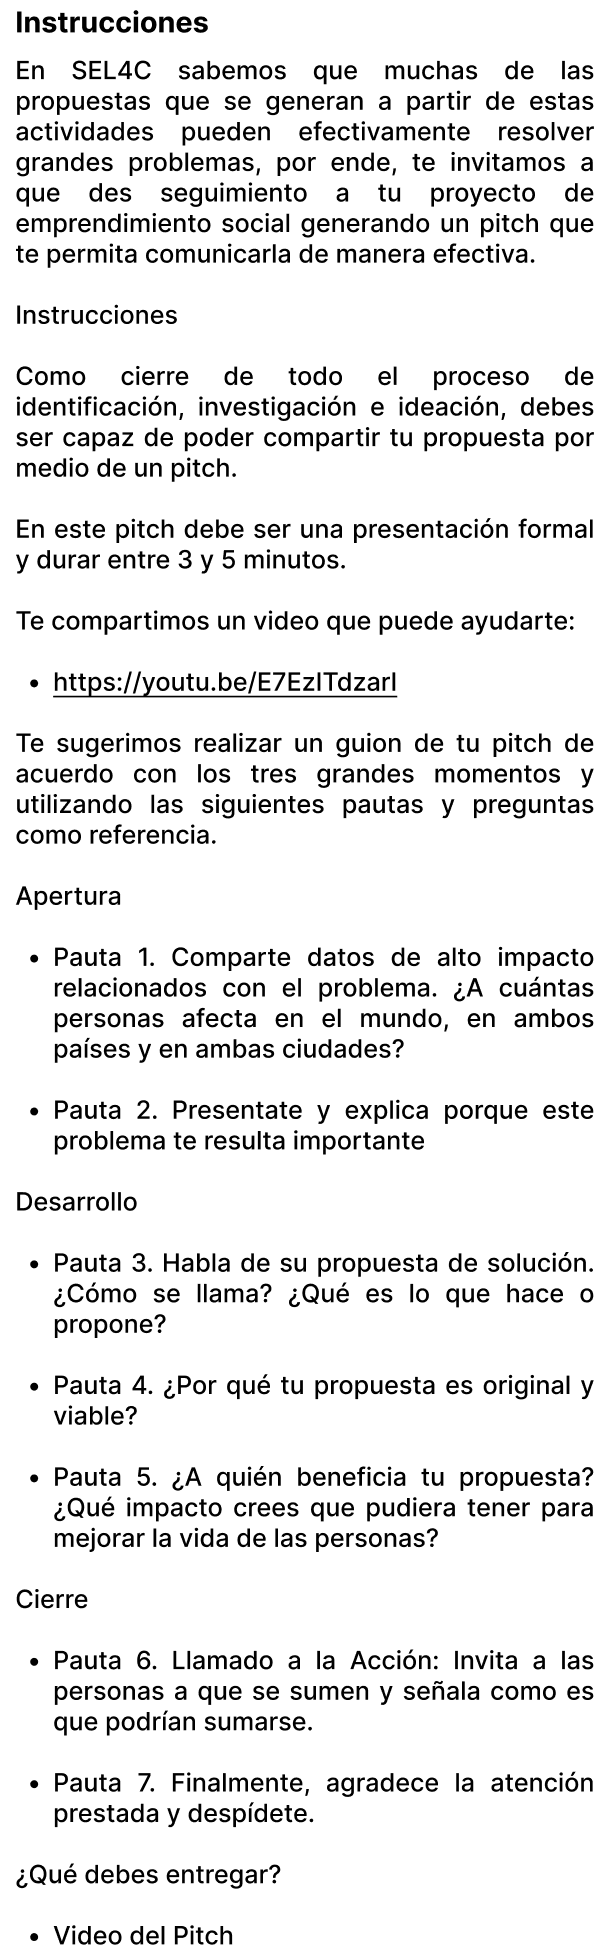 Instrucciones
En SEL4C sabemos que muchas de las
propuestas que se generan a partir de estas
actividades pueden efectivamente resolver
grandes problemas, por ende, te invitamos a
que des seguimiento a tu proyecto de
emprendimiento social generando un pitch que
te permita comunicarla de manera efectiva.
Instrucciones
Como cierre de todo el proceso de
identificación, investigación e ideación, debes
ser capaz de poder compartir tu propuesta por
medio de un pitch.
En este pitch debe ser una presentación formal
y durar entre 3 y 5 minutos.
Te compartimos un video que puede ayudarte:
• https://youtu.be/E7EzITdzarI
Te sugerimos realizar un guion de tu pitch de
acuerdo con los tres grandes momentos y
utilizando las siguientes pautas y preguntas
como referencia.
Apertura
• Pauta 1. Comparte datos de alto impacto
relacionados con el problema. ¿A cuántas
personas afecta en el mundo, en ambos
países y en ambas ciudades?
• Pauta 2. Presentate y explica porque este
problema te resulta importante
Desarrollo
• Pauta 3. Habla de su propuesta de solución.
¿Cómo se llama? ¿Qué es lo que hace o
propone?
• Pauta 4. ¿Por qué tu propuesta es original y
viable?
• Pauta 5. ¿A quién beneficia tu propuesta?
¿Qué impacto crees que pudiera tener para
mejorar la vida de las personas?
Cierre
• Pauta 6. Llamado a la Acción: Invita a las
personas a que se sumen y señala como es
que podrían sumarse.
• Pauta 7. Finalmente, agradece la atención
prestada y despídete.
¿Qué debes entregar?
• Video del Pitch